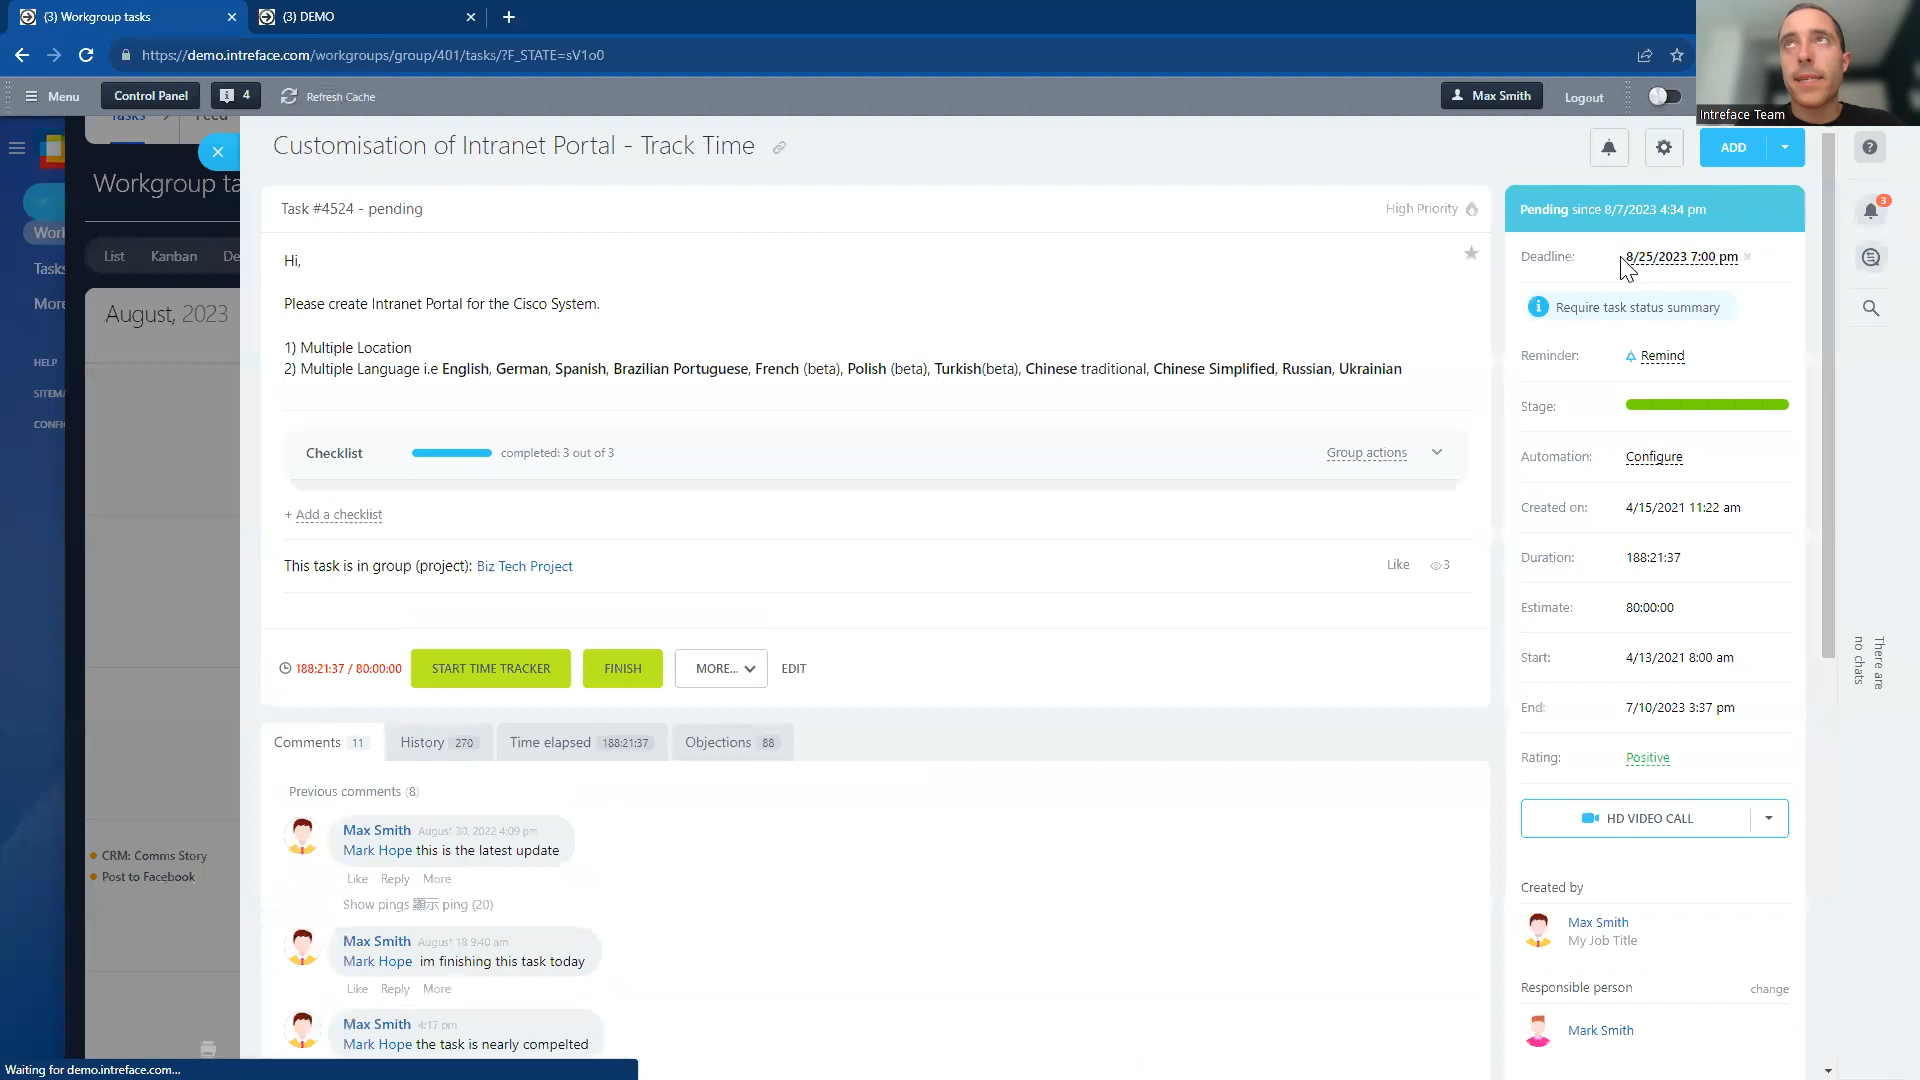 (3) Workgroup tasks
(3) DEMO
https://demo.intreface.com/workgroups/group/401/tasks/?F_STATE=sV1o0
Menu
Control Panel
4
Refresh Cache
Max Smith
Logout
Intreface Team
Tasks
Feed
Workgroup ta
Work
Tasks
More
List
Kanban
De
August, 2023
HELP
SITEMA
CONFI
CRM: Comms Story
Post to Facebook
Customisation of Intranet Portal - Track Time
ADD
Task #4524 - pending
High Priority
Hi,
Please create Intranet Portal for the Cisco System.
1) Multiple Location
2) Multiple Language i.e English, German, Spanish, Brazilian Portuguese, French (beta), Polish (beta), Turkish(beta), Chinese traditional, Chinese Simplified, Russian, Ukrainian
Checklist
completed: 3 out of 3
Group actions
+ Add a checklist
This task is in group (project): Biz Tech Project
Like
3
188:21:37 / 80:00:00
START TIME TRACKER
FINISH
MORE...
EDIT
Comments 11
History 270
Time elapsed 188:21:37
Objections 88
Previous comments (8)
Max Smith August 30, 2022 4:09 pm
Mark Hope this is the latest update
Like Reply More
Show pings 顯示 ping (20)
Max Smith August 18 9:40 am
Mark Hope im finishing this task today
Like Reply More
Max Smith 4:17 pm
Mark Hope the task is nearly compelted
Pending since 8/7/2023 4:34 pm
Deadline: 8/25/2023 7:00 pm
Require task status summary
Reminder: Remind
Stage:
Automation: Configure
Created on: 4/15/2021 11:22 am
Duration: 188:21:37
Estimate: 80:00:00
Start: 4/13/2021 8:00 am
End: 7/10/2023 3:37 pm
Rating: Positive
HD VIDEO CALL
Created by
Max Smith
My Job Title
Responsible person
change
Mark Smith
3
There are
no chats
Waiting for demo.intreface.com...